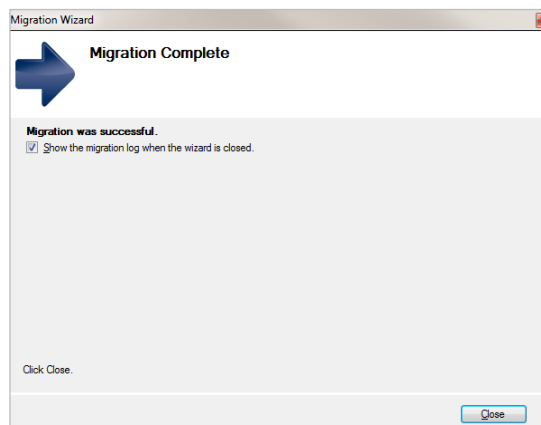 Migration Wizard
Migration Complete
Migration was successful.
Show the migration log when the wizard is closed.
Click Close.
Close